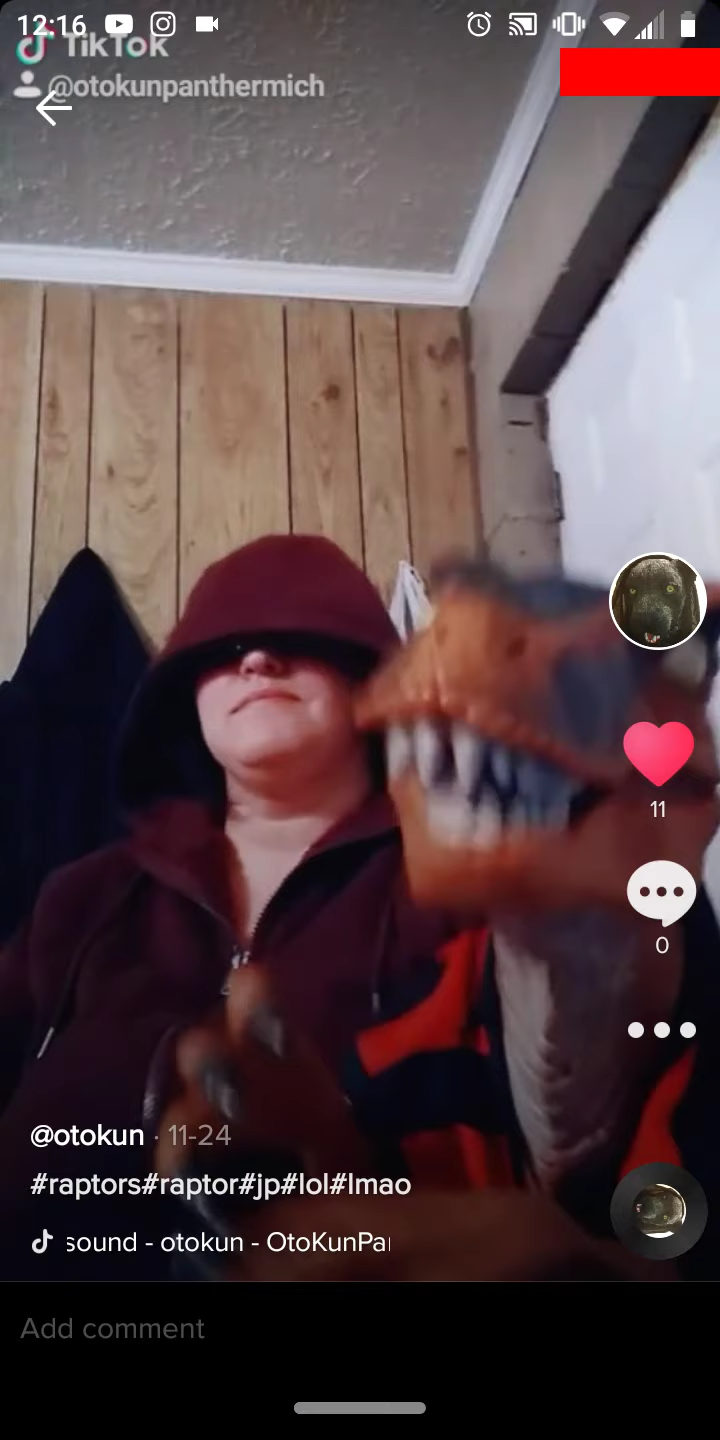 12:16
TikTok
@otokunpanthermich
11
0
@otokun · 11-24
#raptors#raptor#jp#lol#lmao
sound - otokun - OtoKunPa
Add comment